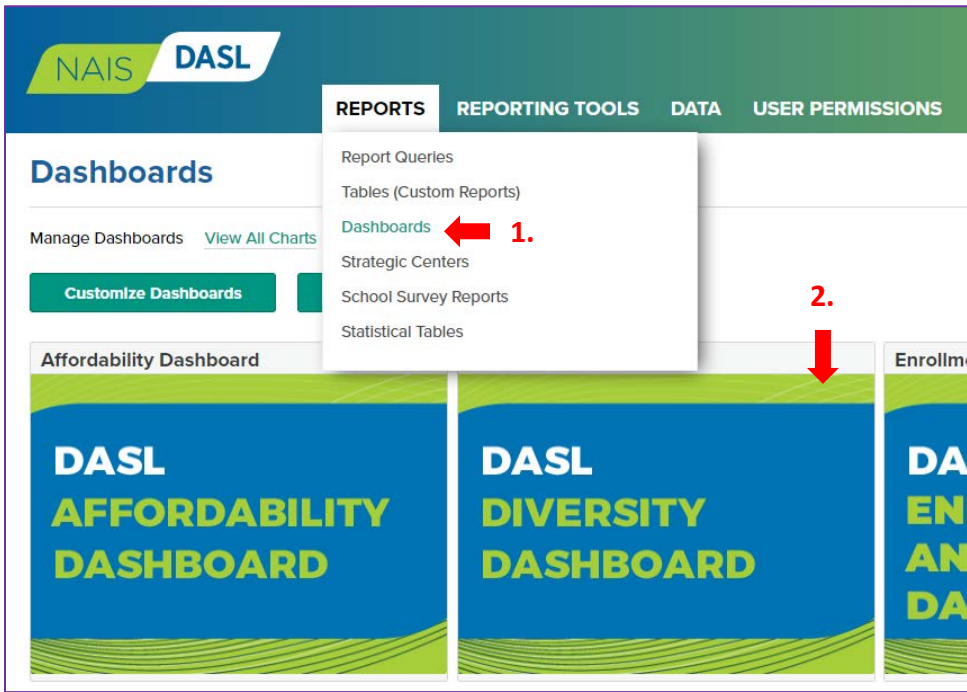 NAIS DASL
REPORTS REPORTING TOOLS DATA USER PERMISSIONS
Dashboards
Report Queries
Tables (Custom Reports)
Dashboards
1.
Strategic Centers
School Survey Reports
Statistical Tables
Manage Dashboards View All Charts
Customize Dashboards
2.
Affordability Dashboard
DASL
AFFORDABILITY
DASHBOARD
DASL
DIVERSITY
DASHBOARD
Enrollm
DA
EN
AN
DA